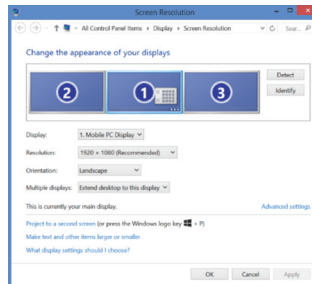 Screen Resolution
All Control Panel Items
Display
Screen Resolution
Sear...
Change the appearance of your displays
2
1
3
Detect
Identify
Display: 1. Mobile PC Display
Resolution: 1920 × 1080 (Recommended)
Orientation: Landscape
Multiple displays: Extend desktop to this display
This is currently your main display.
Advanced settings
Project to a second screen (or press the Windows logo key + P)
Make text and other items larger or smaller
What display settings should I choose?
OK
Cancel
Apply